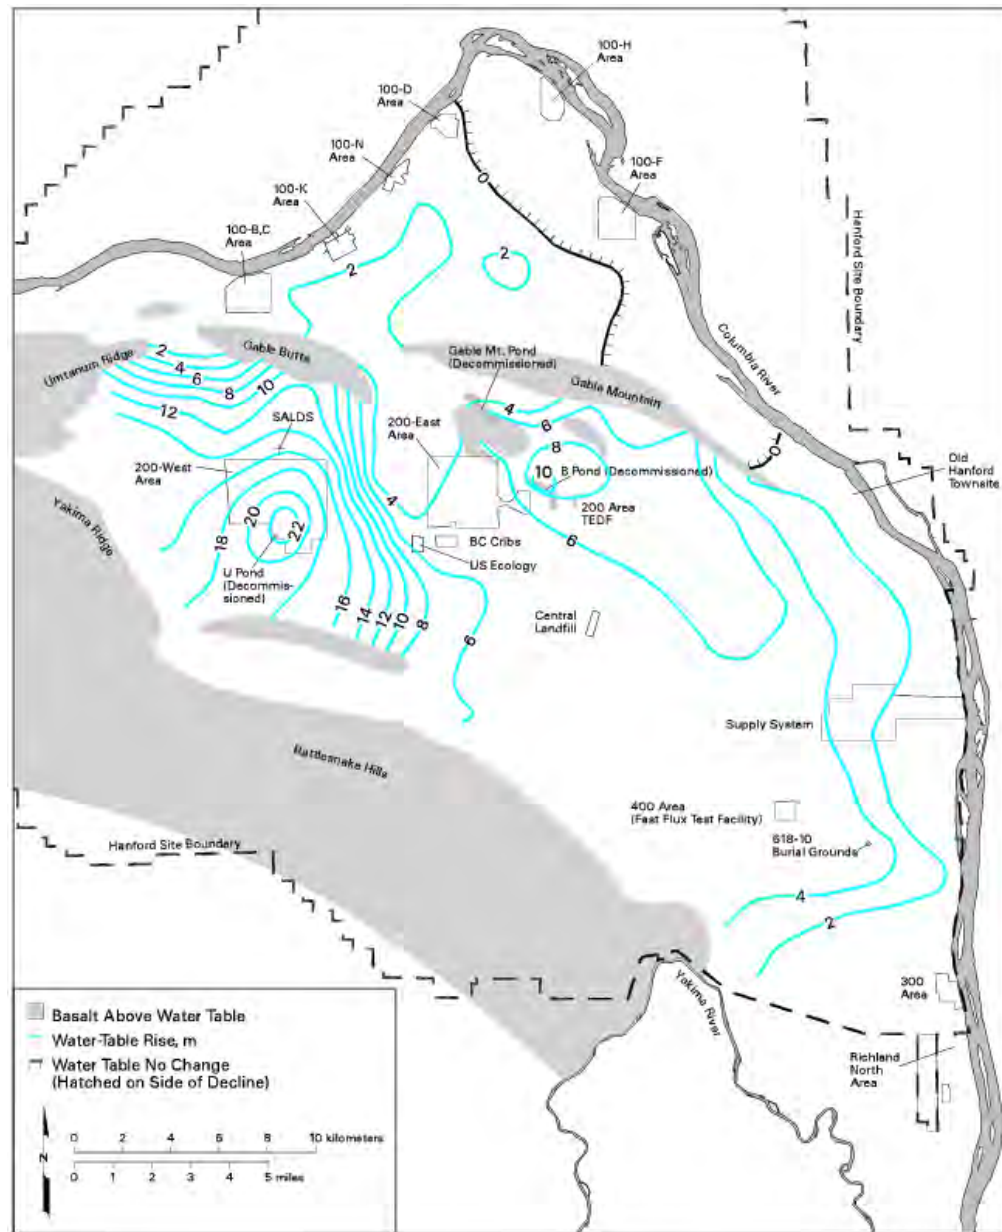 100-H
Area
100-D
Area
100-N
Area
0
100-F
Area
100-K
Area
100-B,C
Area
2
2
Hanford Site Boundary
Columbia River
Umtanum Ridge
2
4
6
8
10
12
Gable Butte
Gable Mt. Pond
(Decommissioned)
Gable Mountain
SALDS
200-East
Area
4
6
8
10
B Pond (Decommissioned)
0
Old
Hanford
Townsite
200-West
Area
4
200 Area
TEDF
Yakima Ridge
20
22
18
6
BC Cribs
US Ecology
U Pond
(Decommis-
sioned)
16
14
12
10
8
6
Central
Landfill
Supply System
Rattlesnake Hills
400 Area
(Fast Flux Test Facility)
618-10
Burial Grounds
Hanford Site Boundary
4
2
300
Area
Yakima River
Richland
North
Area
Basalt Above Water Table
Water-Table Rise, m
Water Table No Change
(Hatched on Side of Decline)
N
0 2 4 6 8 10 kilometers
0 1 2 3 4 5 miles